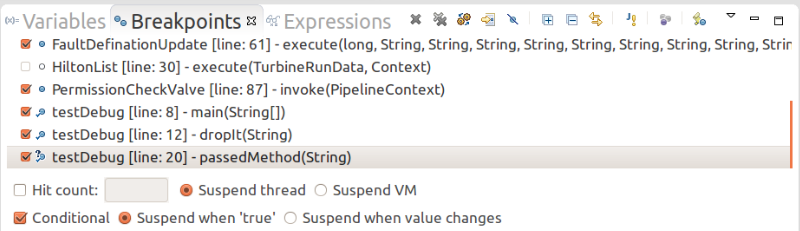 Variables Breakpoints Expressions
FaultDefinationUpdate [line: 61] - execute(long, String, String, String, String, String, String, String, String, Strin
HiltonList [line: 30] - execute(TurbineRunData, Context)
PermissionCheckValve [line: 87] - invoke(PipelineContext)
testDebug [line: 8] - main(String[])
testDebug [line: 12] - dropIt(String)
testDebug [line: 20] - passedMethod(String)
Hit count: Suspend thread Suspend VM
Conditional Suspend when 'true' Suspend when value changes